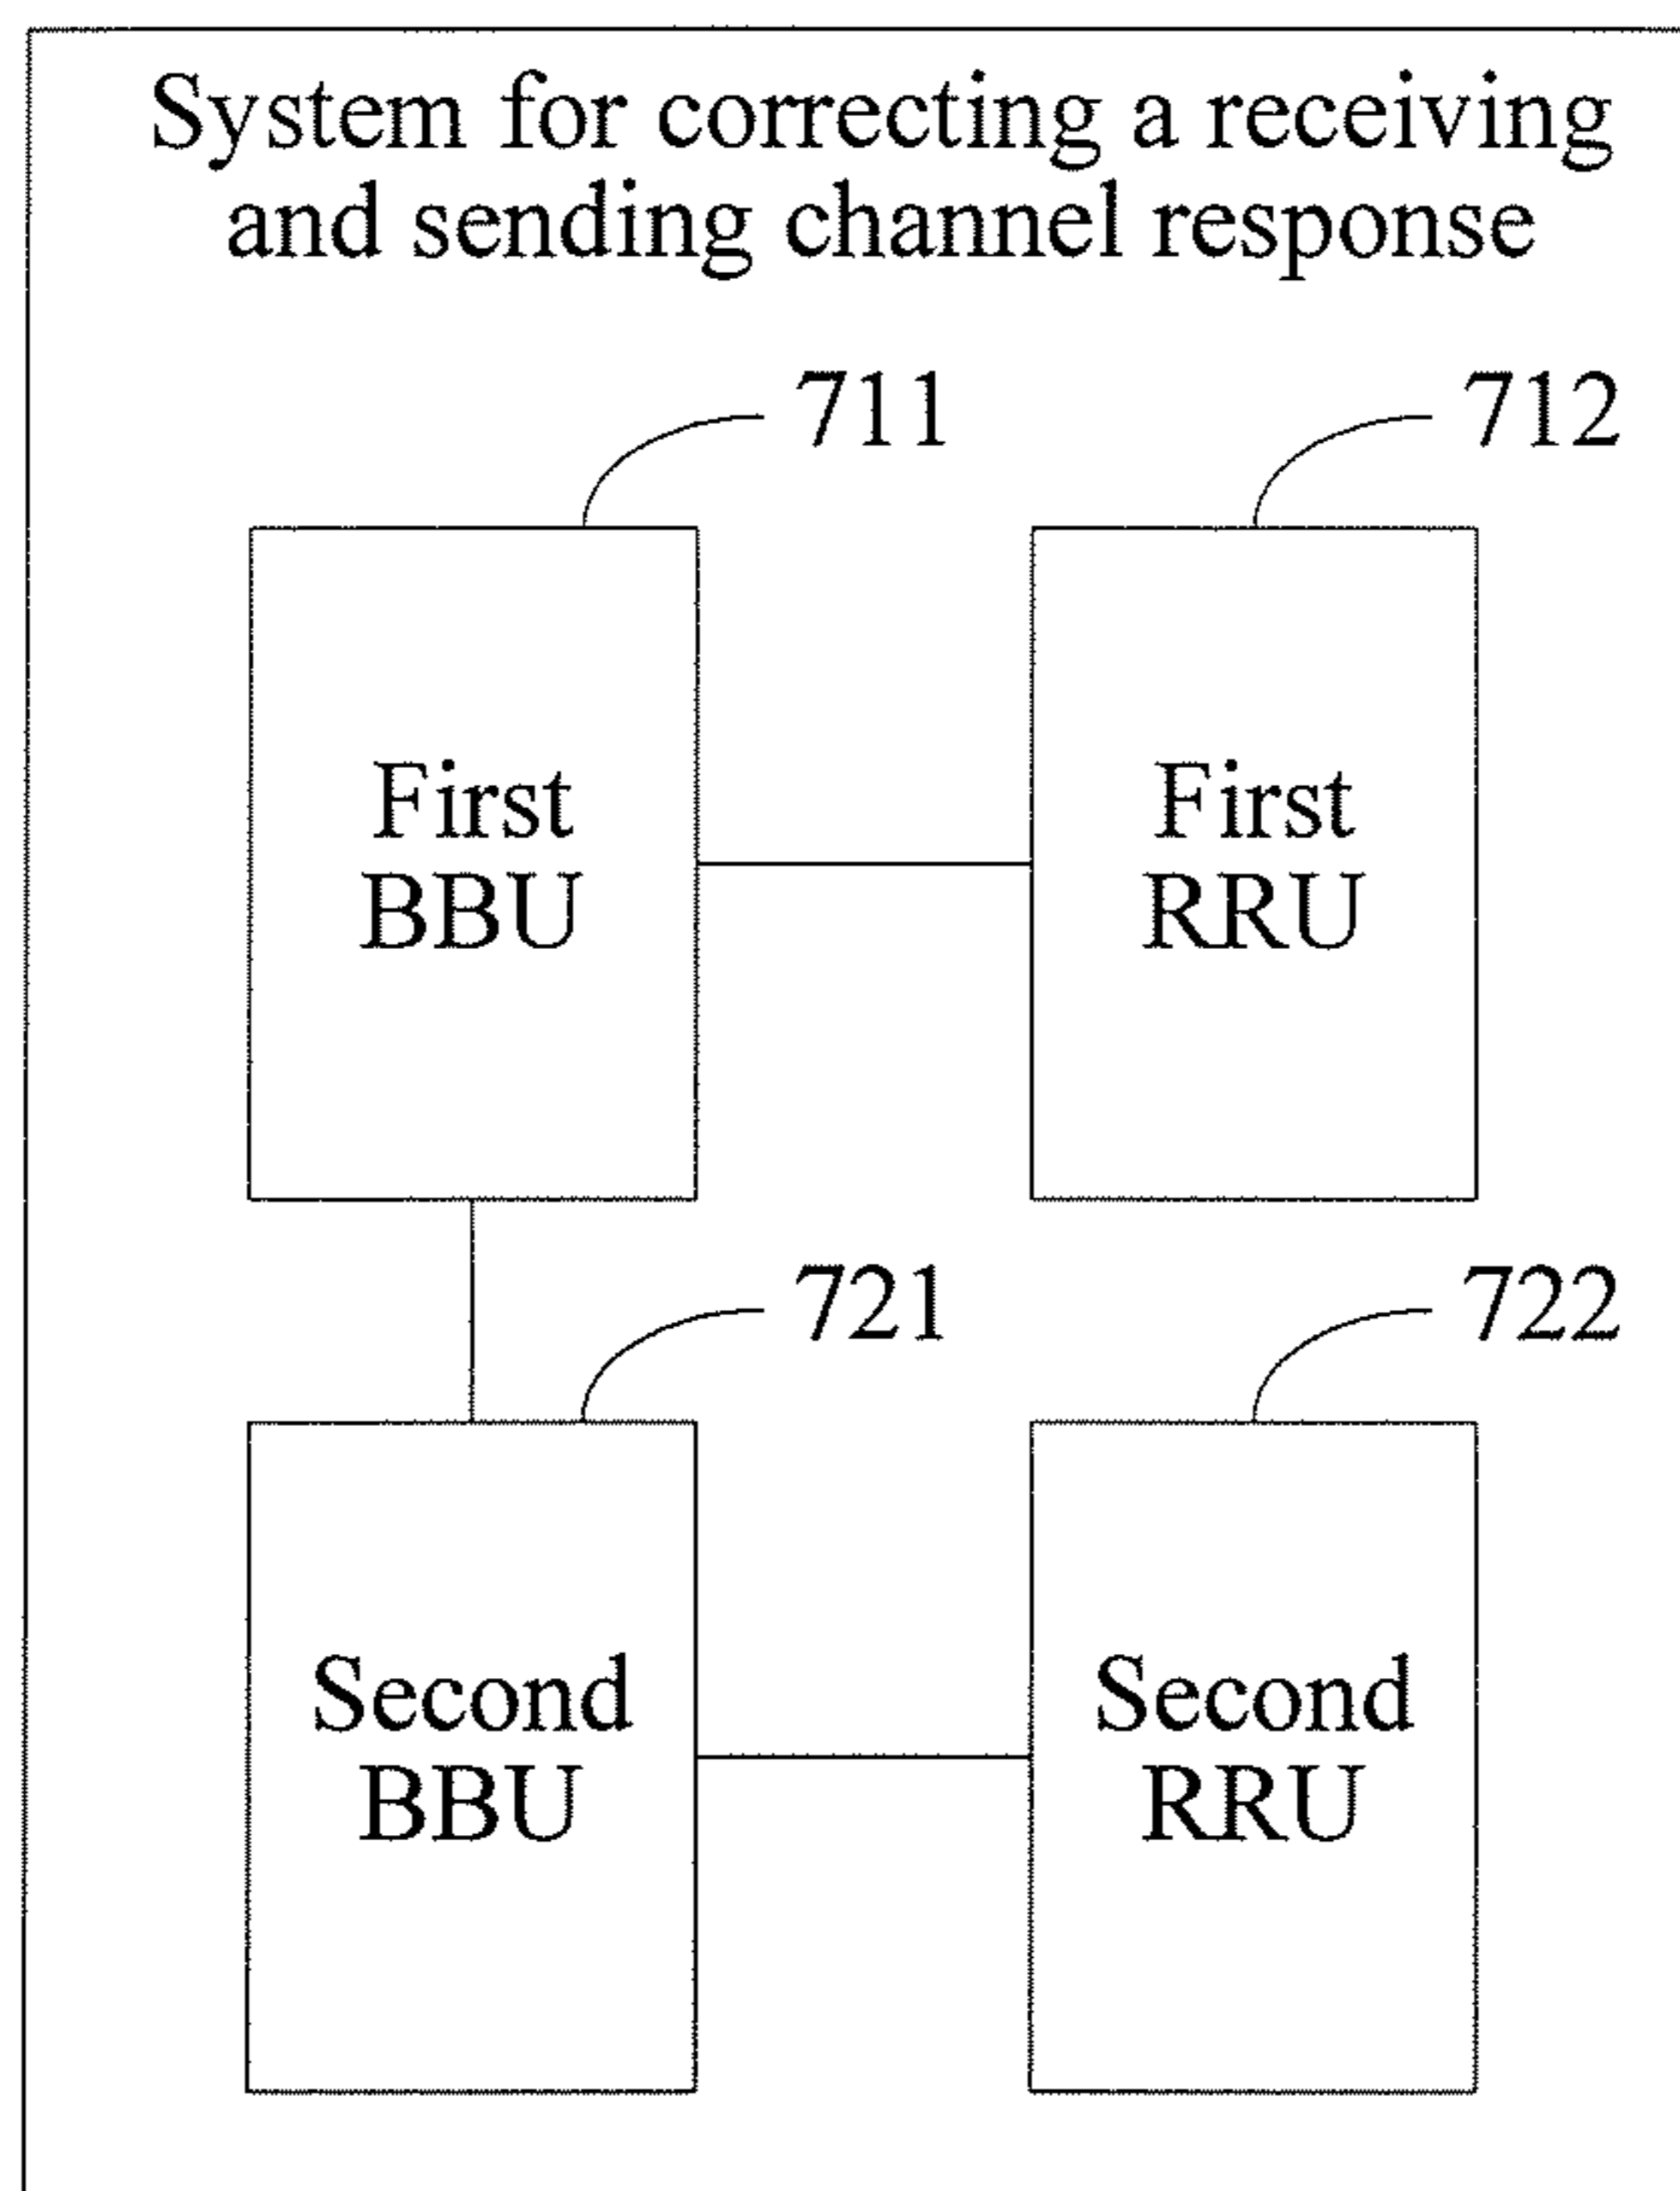 System for correcting a receiving
and sending channel response
711
712
First
BBU
First
RRU
721
722
Second
BBU
Second
RRU